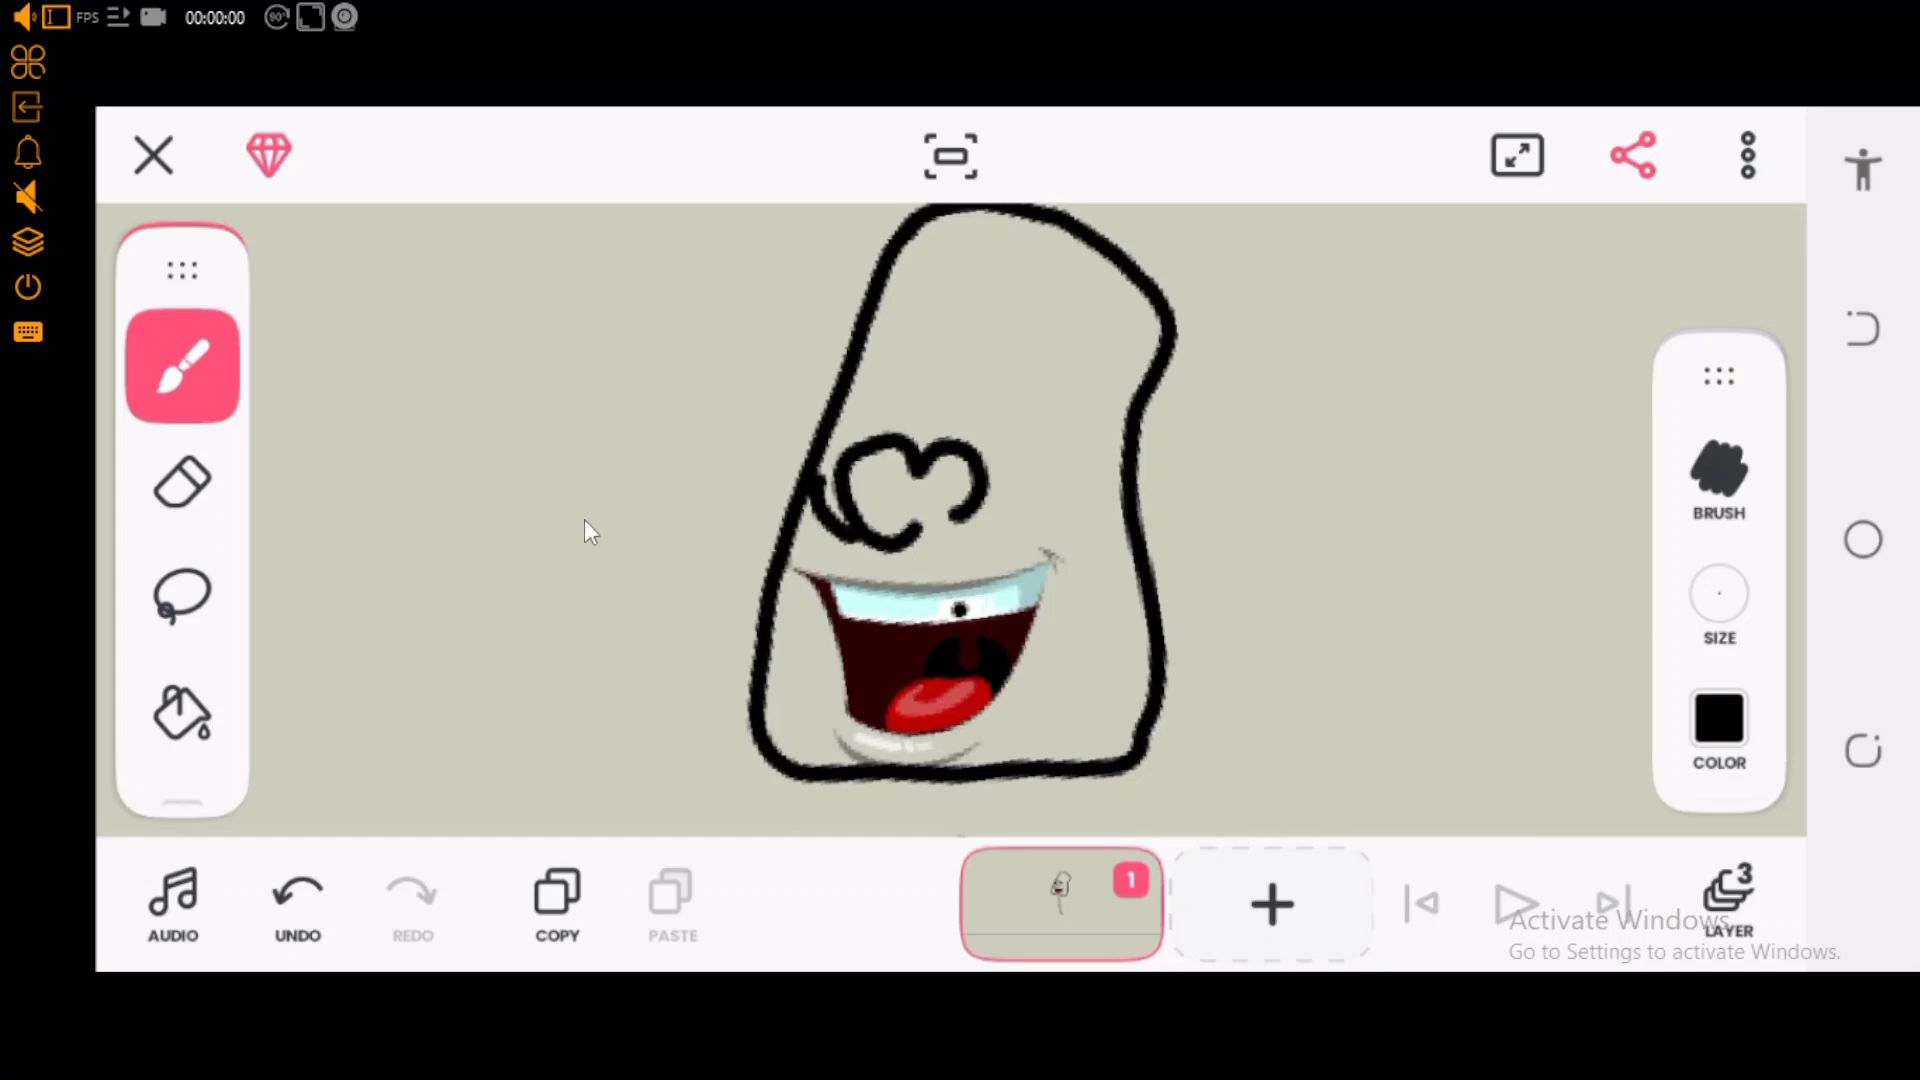 FPS
00:00:00
90°
BRUSH
SIZE
COLOR
AUDIO
UNDO
REDO
COPY
PASTE
1
3
LAYER
Activate Windows
Go to Settings to activate Windows.